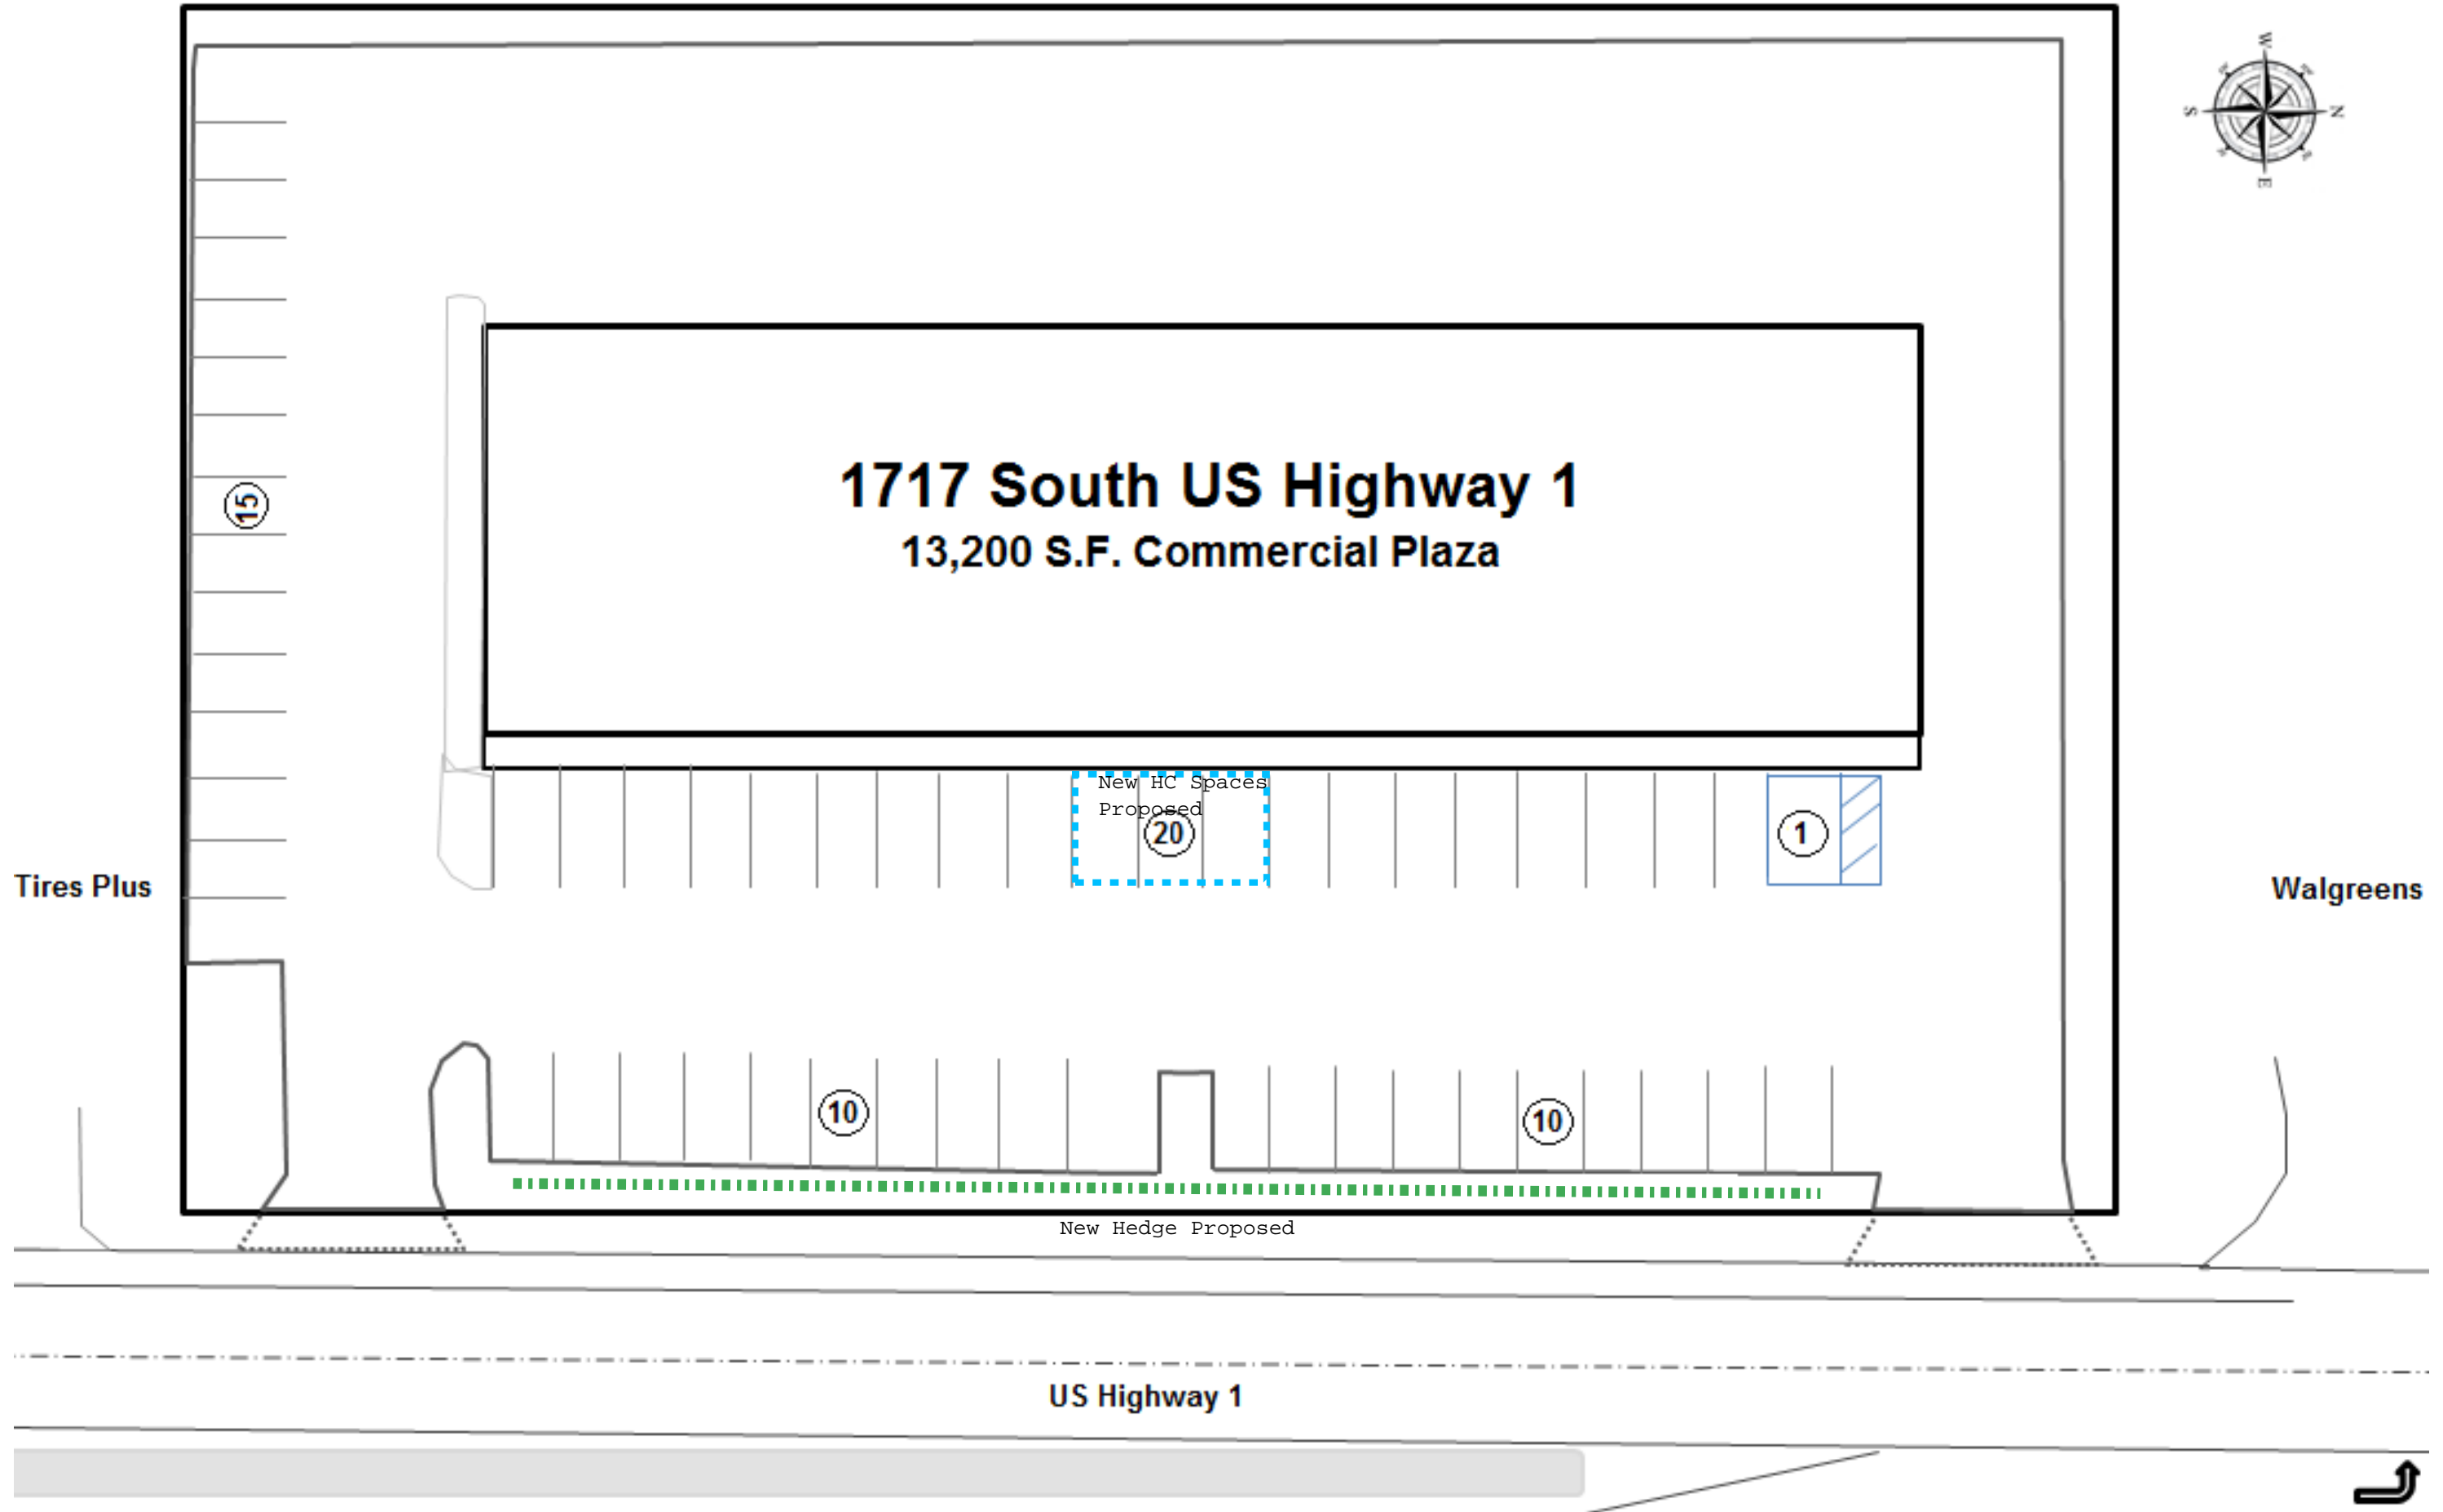 W
S
N
E
1717 South US Highway 1
13,200 S.F. Commercial Plaza
15
New HC Spaces
Proposed
20
1
Tires Plus
Walgreens
10
10
New Hedge Proposed
US Highway 1